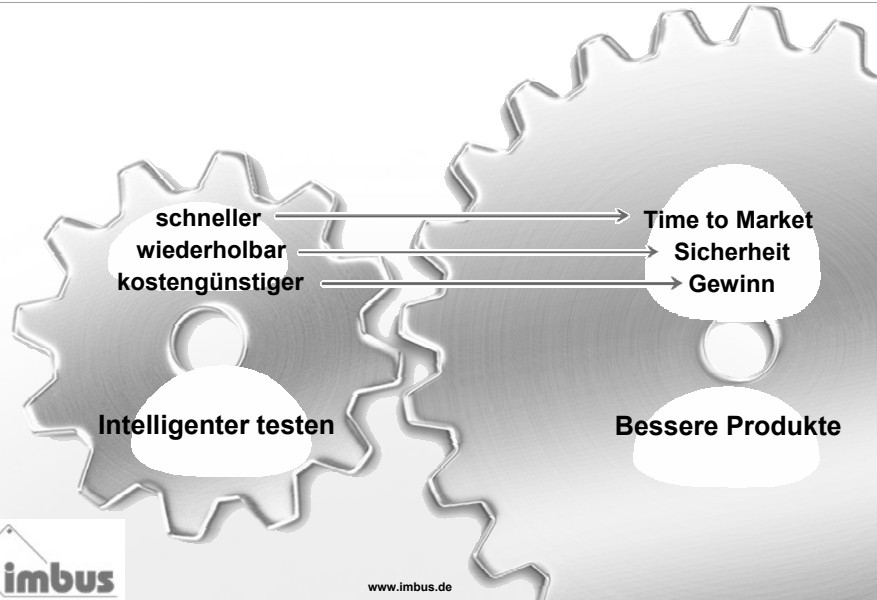 schneller
Time to Market
wiederholbar
Sicherheit
kostengünstiger
Gewinn
Intelligenter testen
Bessere Produkte
imbus
www.imbus.de